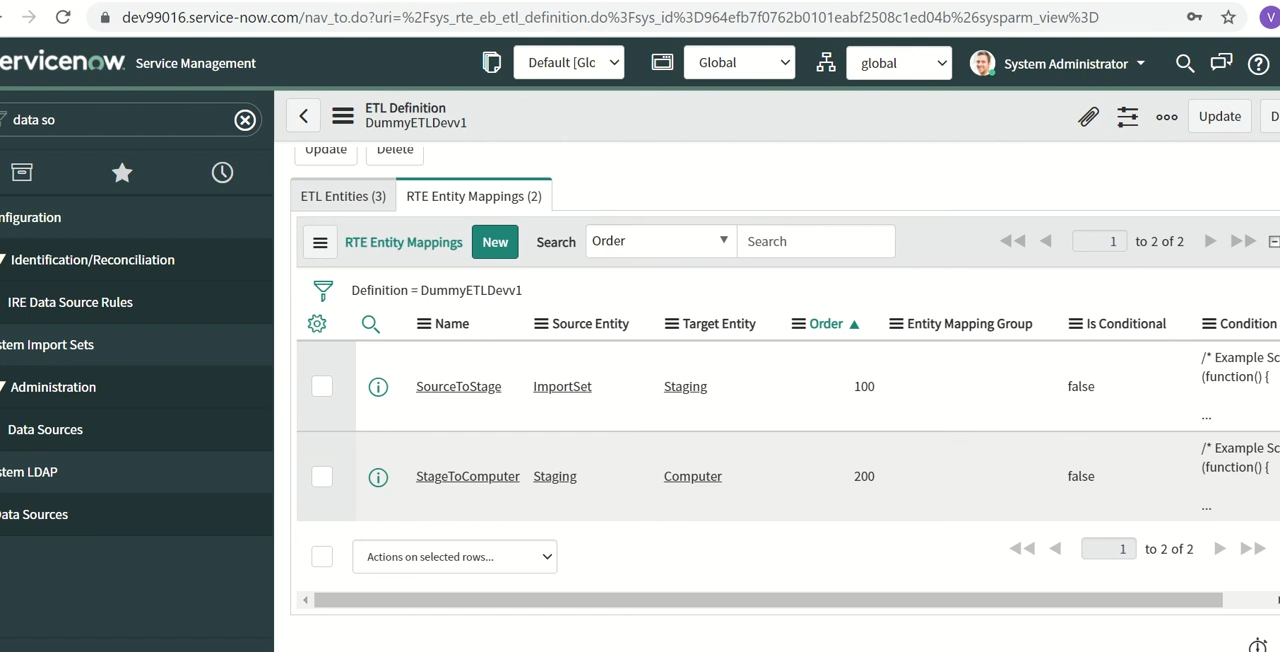 dev99016.service-now.com/nav_to.do?uri=%2Fsys_rte_eb_etl_definition.do%3Fsys_id%3D964efb7f0762b0101eabf2508c1ed04b%26sysparm_view%3D
V
ervicenow. Service Management
Default [Glc
Global
global
System Administrator
data so
ETL Definition
DummyETLDevv1
Update
D
Update
Delete
nfiguration
Identification/Reconciliation
IRE Data Source Rules
stem Import Sets
Administration
Data Sources
stem LDAP
Data Sources
ETL Entities (3)
RTE Entity Mappings (2)
RTE Entity Mappings
New
Search
Order
Search
1 to 2 of 2
Definition = DummyETLDevv1
Name Source Entity Target Entity Order Entity Mapping Group Is Conditional Condition
/* Example Sc
(function() {
SourceToStage ImportSet Staging 100 false
...
/* Example Sc
(function() {
StageToComputer Staging Computer 200 false
...
Actions on selected rows...
1 to 2 of 2